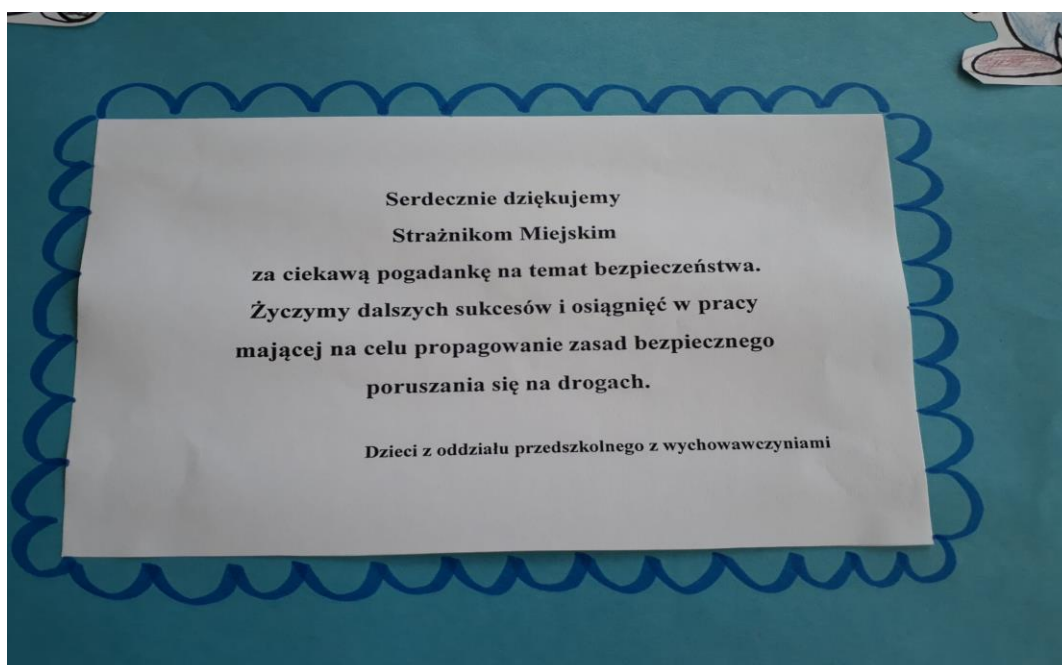 Serdecznie dziękujemy
Strażnikom Miejskim
za ciekawą pogadankę na temat bezpieczeństwa.
Życzymy dalszych sukcesów i osiągnięć w pracy
mającej na celu propagowanie zasad bezpiecznego
poruszania się na drogach.
Dzieci z oddziału przedszkolnego z wychowawczyniami